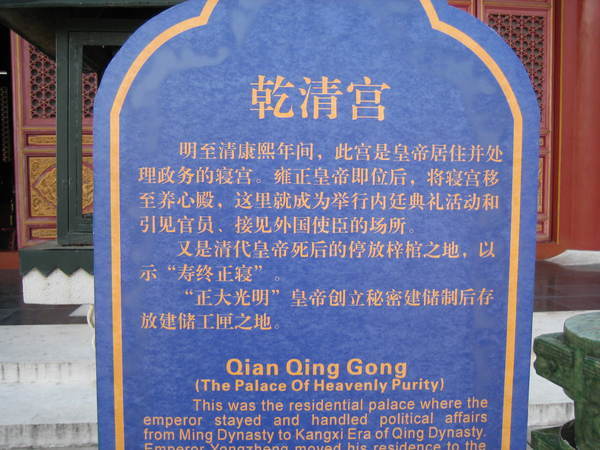 乾清宫
明至清康熙年间，此宫是皇帝居住并处
理政务的寝宫。雍正皇帝即位后，将寝宫移
至养心殿，这里就成为举行内廷典礼活动和
引见官员、接见外国使臣的场所。
又是清代皇帝死后的停放梓棺之地，以
示“寿终正寝”。
“正大光明”皇帝创立秘密建储制后存
放建储工匣之地。
Qian Qing Gong
(The Palace Of Heavenly Purity)
This was the residential palace where the
emperor stayed and handled political affairs
from Ming Dynasty to Kangxi Era of Qing Dynasty.
Emperor Yongzheng moved his residence to the